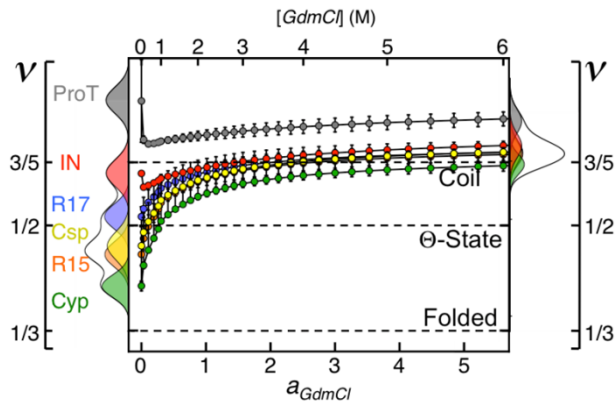 [GdmCl] (M)
0 1 2 3 4 5 6
ν ν
ProT
IN
R17
Csp
R15
Cyp
3/5 3/5
1/2 1/2
1/3 1/3
Coil
Θ-State
Folded
0 1 2 3 4 5
aGdmCl